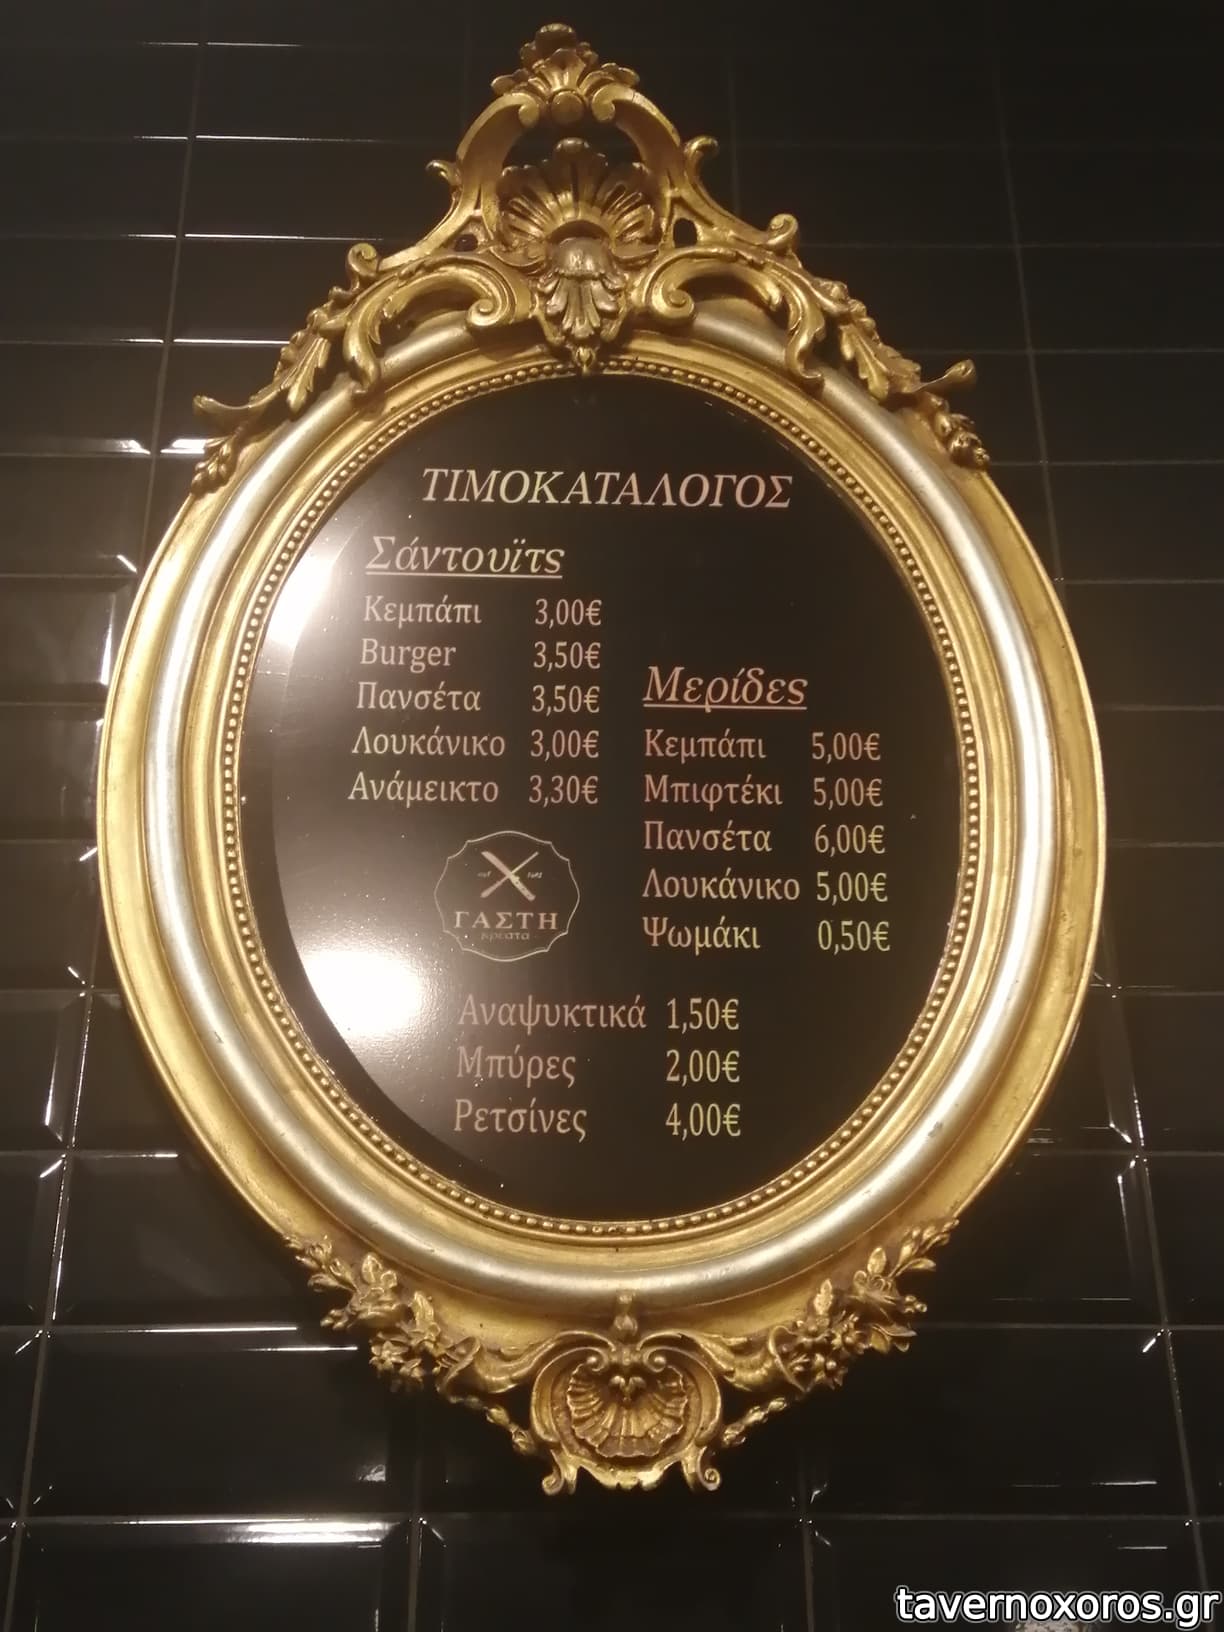 ΤΙΜΟΚΑΤΑΛΟΓΟΣ
Σάντουϊτς
Κεμπάπι 3,00€
Burger 3,50€
Πανσέτα 3,50€
Λουκάνικο 3,00€
Ανάμεικτο 3,30€
Μερίδες
Κεμπάπι 5,00€
Μπιφτέκι 5,00€
Πανσέτα 6,00€
Λουκάνικο 5,00€
Ψωμάκι 0,50€
ΓΑΣΤΗ
κρέατα
Αναψυκτικά 1,50€
Μπύρες 2,00€
Ρετσίνες 4,00€
tavernoxoros.gr